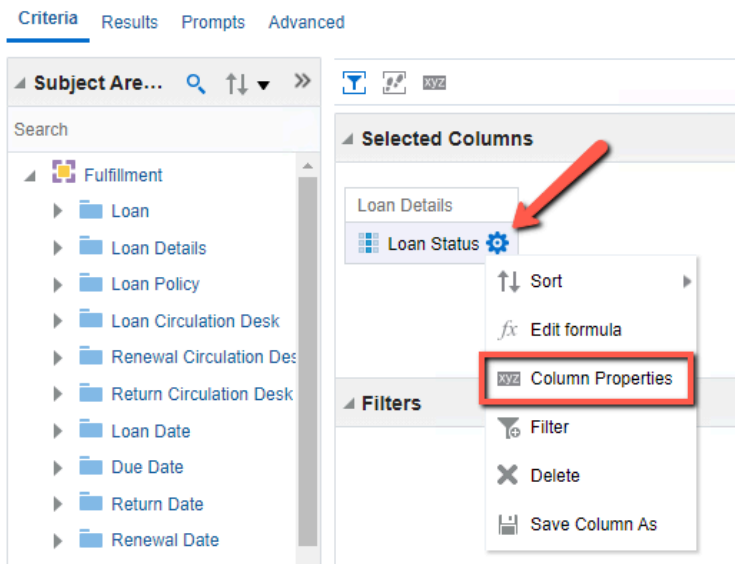 Criteria Results Prompts Advanced
Subject Are...
Search
Fulfillment
Loan
Loan Details
Loan Policy
Loan Circulation Desk
Renewal Circulation Des
Return Circulation Desk
Loan Date
Due Date
Return Date
Renewal Date
xyz
Selected Columns
Loan Details
Loan Status
Sort
fx Edit formula
xyz Column Properties
Filter
Delete
Save Column As
Filters